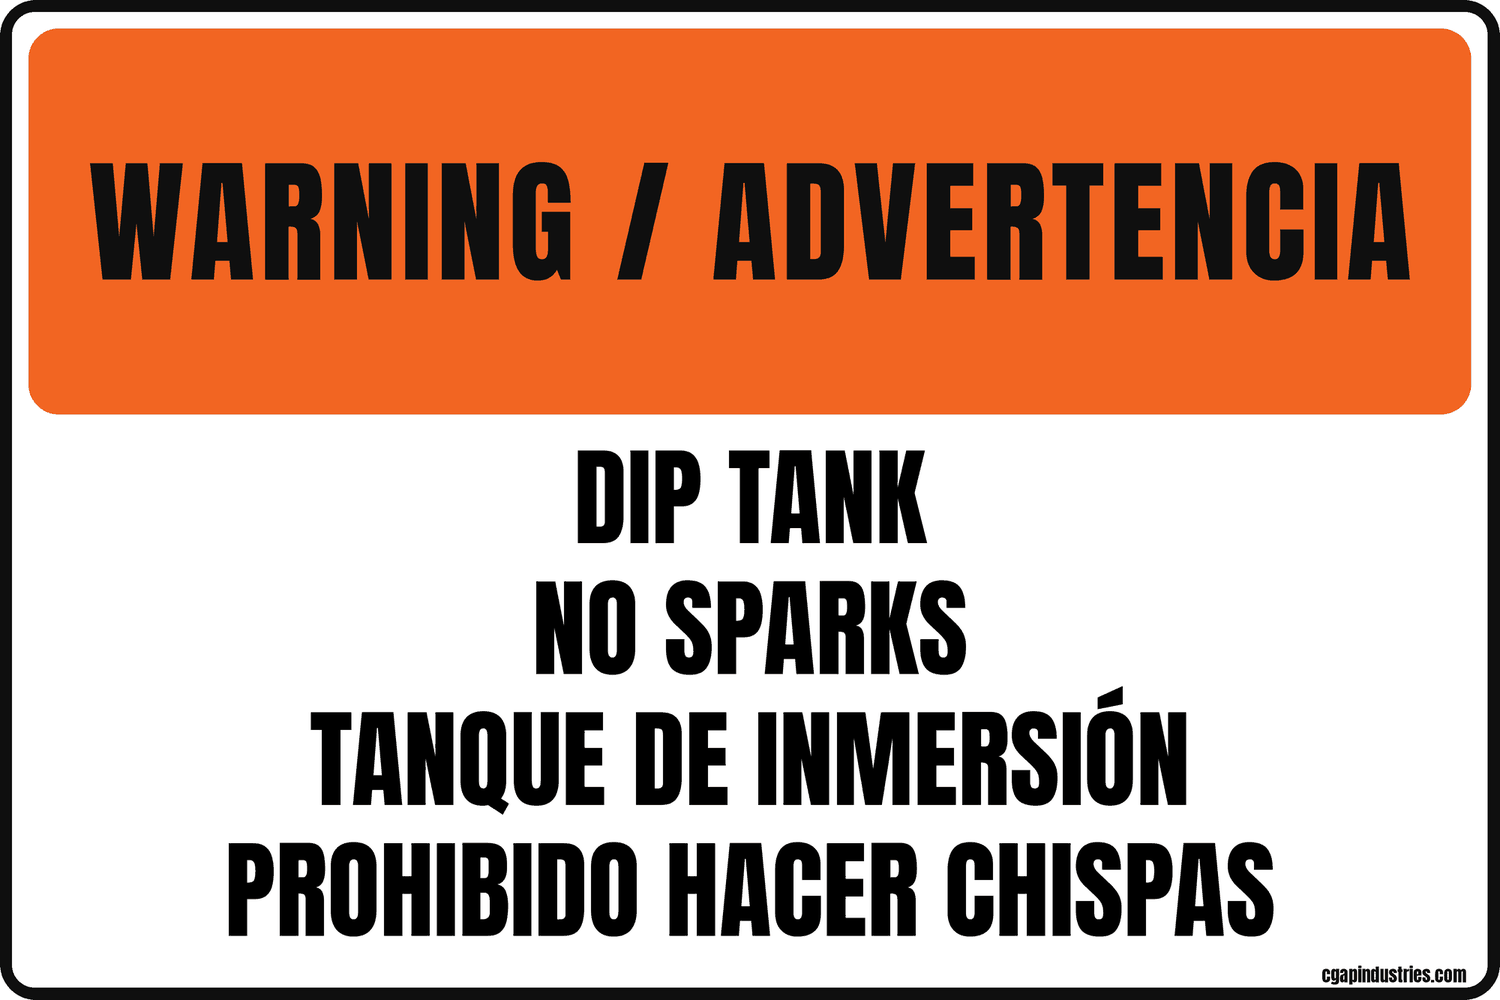 WARNING / ADVERTENCIA
DIP TANK
NO SPARKS
TANQUE DE INMERSIÓN
PROHIBIDO HACER CHISPAS
cgapindustries.com